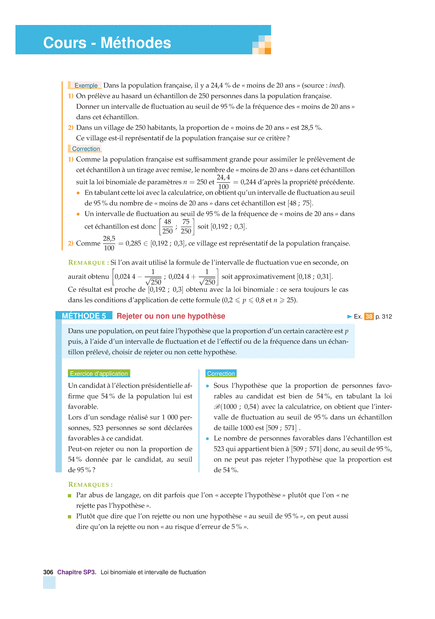 Cours - Méthodes
Exemple Dans la population française, il y a 24,4 % de « moins de 20 ans » (source : ined).
1) On prélève au hasard un échantillon de 250 personnes dans la population française.
Donner un intervalle de fluctuation au seuil de 95 % de la fréquence des « moins de 20 ans »
dans cet échantillon.
2) Dans un village de 250 habitants, la proportion de « moins de 20 ans » est 28,5 %.
Ce village est-il représentatif de la population française sur ce critère ?
Correction
1) Comme la population française est suffisamment grande pour assimiler le prélèvement de
cet échantillon à un tirage avec remise, le nombre de « moins de 20 ans » dans cet échantillon
suit la loi binomiale de paramètres n = 250 et 24,4/100 = 0,244 d'après la propriété précédente.
• En tabulant cette loi avec la calculatrice, on obtient qu'un intervalle de fluctuation au seuil
de 95 % du nombre de « moins de 20 ans » dans cet échantillon est [48 ; 75].
• Un intervalle de fluctuation au seuil de 95 % de la fréquence de « moins de 20 ans » dans
cet échantillon est donc [48/250 ; 75/250] soit [0,192 ; 0,3].
2) Comme 28,5/100 = 0,285 ∈ [0,192 ; 0,3], ce village est représentatif de la population française.
REMARQUE : Si l'on avait utilisé la formule de l'intervalle de fluctuation vue en seconde, on
aurait obtenu [0,024 4 − 1/√250 ; 0,024 4 + 1/√250] soit approximativement [0,18 ; 0,31].
Ce résultat est proche de [0,192 ; 0,3] obtenu avec la loi binomiale : ce sera toujours le cas
dans les conditions d'application de cette formule (0,2 ⩽ p ⩽ 0,8 et n ⩾ 25).
MÉTHODE 5 Rejeter ou non une hypothèse ► Ex. 38 p. 312
Dans une population, on peut faire l'hypothèse que la proportion d'un certain caractère est p
puis, à l'aide d'un intervalle de fluctuation et de l'effectif ou de la fréquence dans un échan-
tillon prélevé, choisir de rejeter ou non cette hypothèse.
Exercice d'application
Un candidat à l'élection présidentielle af-
firme que 54 % de la population lui est
favorable.
Lors d'un sondage réalisé sur 1 000 per-
sonnes, 523 personnes se sont déclarées
favorables à ce candidat.
Peut-on rejeter ou non la proportion de
54 % donnée par le candidat, au seuil
de 95 % ?
Correction
• Sous l'hypothèse que la proportion de personnes favo-
rables au candidat est bien de 54 %, en tabulant la loi
ℬ(1000 ; 0,54) avec la calculatrice, on obtient que l'inter-
valle de fluctuation au seuil de 95 % dans un échantillon
de taille 1000 est [509 ; 571] .
• Le nombre de personnes favorables dans l'échantillon est
523 qui appartient bien à [509 ; 571] donc, au seuil de 95 %,
on ne peut pas rejeter l'hypothèse que la proportion est
de 54 %.
REMARQUES :
■ Par abus de langage, on dit parfois que l'on « accepte l'hypothèse » plutôt que l'on « ne
rejette pas l'hypothèse ».
■ Plutôt que dire que l'on rejette ou non une hypothèse « au seuil de 95 % », on peut aussi
dire qu'on la rejette ou non « au risque d'erreur de 5 % ».
306 Chapitre SP3. Loi binomiale et intervalle de fluctuation